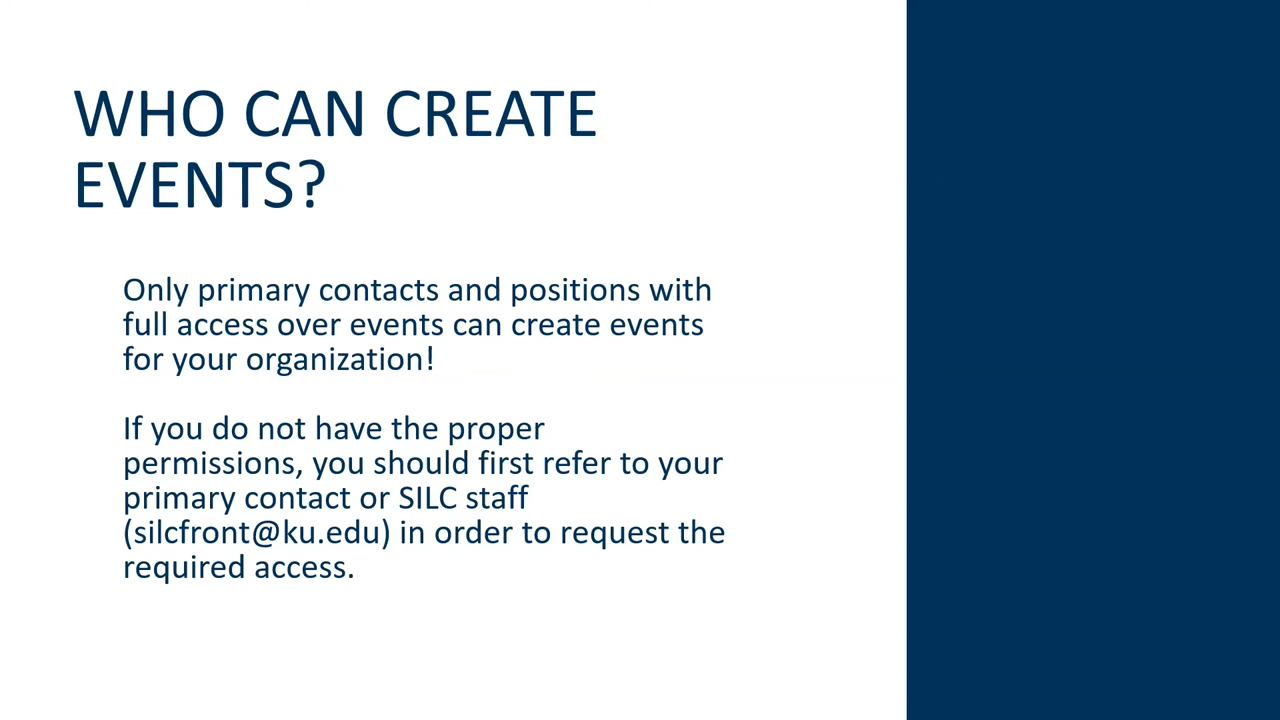 WHO CAN CREATE
EVENTS?
Only primary contacts and positions with
full access over events can create events
for your organization!
If you do not have the proper
permissions, you should first refer to your
primary contact or SILC staff
(silcfront@ku.edu) in order to request the
required access.